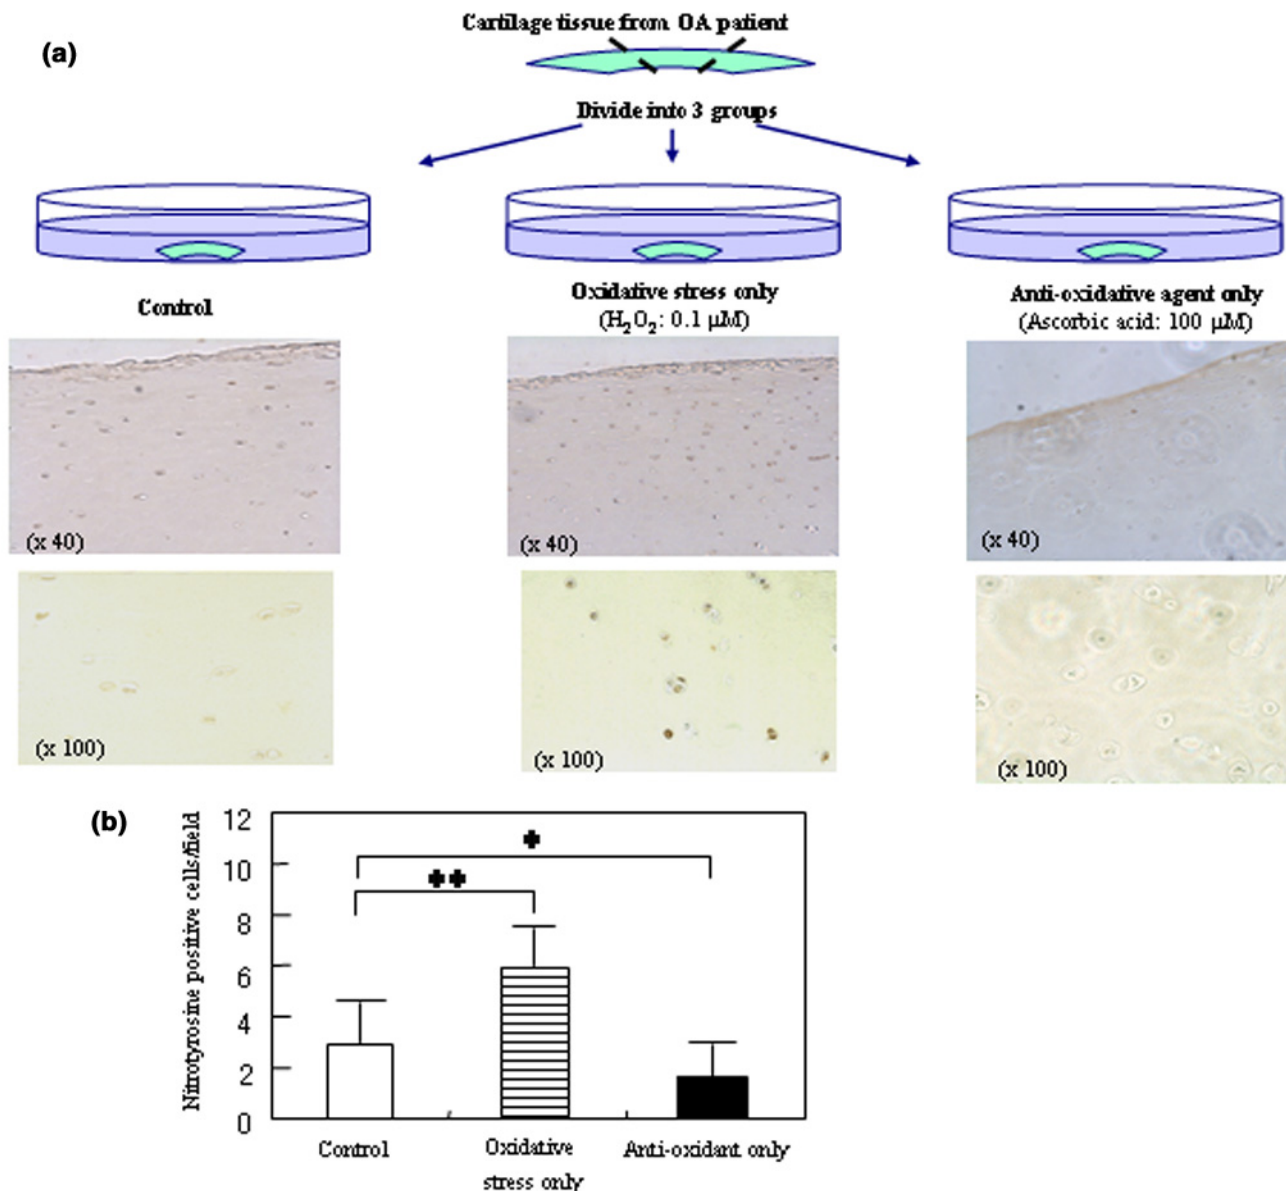 (a)
Cartilage tissue from OA patient
Divide into 3 groups
Control
Oxidative stress only
(H₂O₂: 0.1 μM)
Anti-oxidative agent only
(Ascorbic acid: 100 μM)
(x 40)
(x 40)
(x 40)
(x 100)
(x 100)
(x 100)
(b)
Nitrotyrosine positive cells/field
12
10
8
6
4
2
0
*
**
Control
Oxidative
stress only
Anti-oxidant only